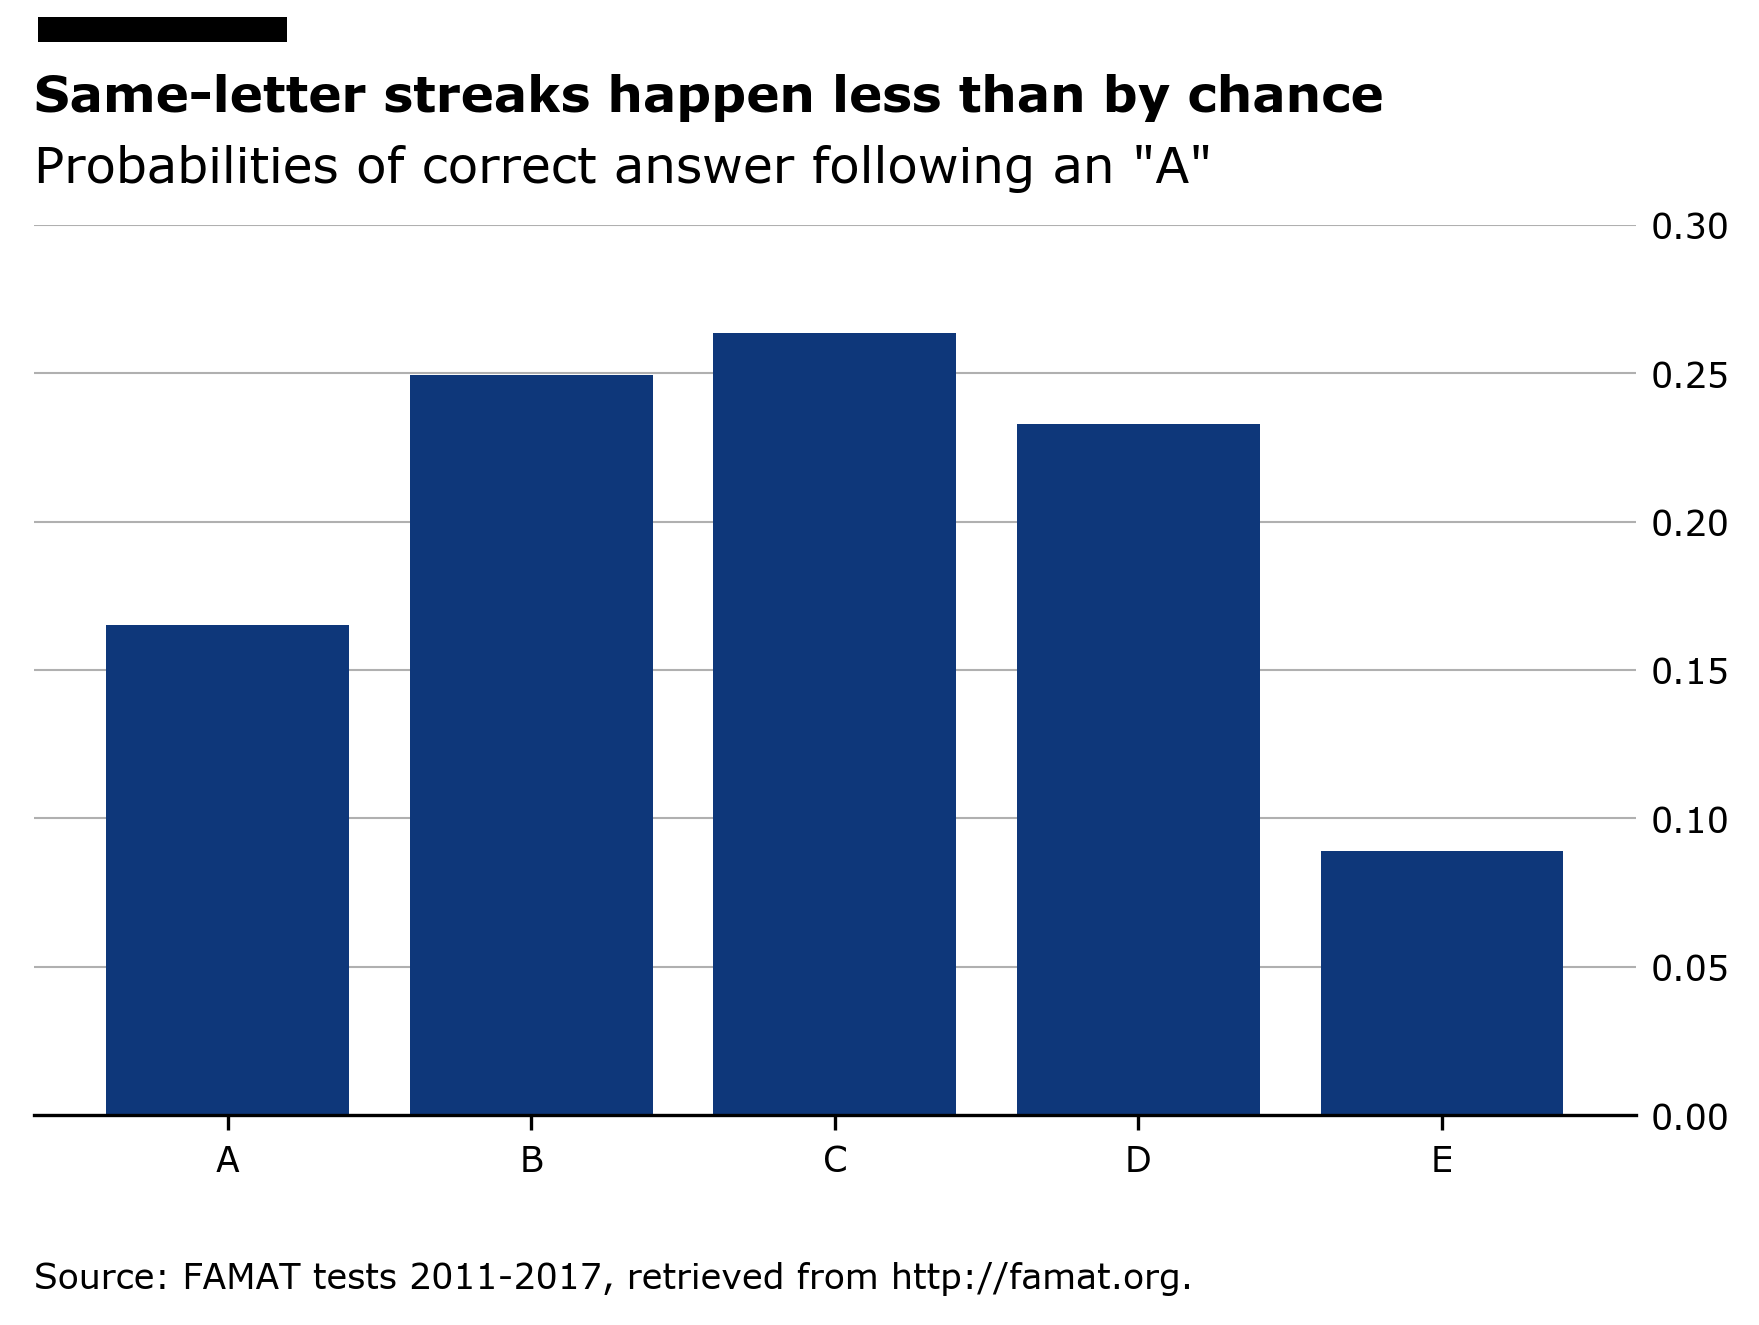 Same-letter streaks happen less than by chance
Probabilities of correct answer following an "A"
0.30
0.25
0.20
0.15
0.10
0.05
0.00
A B C D E
Source: FAMAT tests 2011-2017, retrieved from http://famat.org.